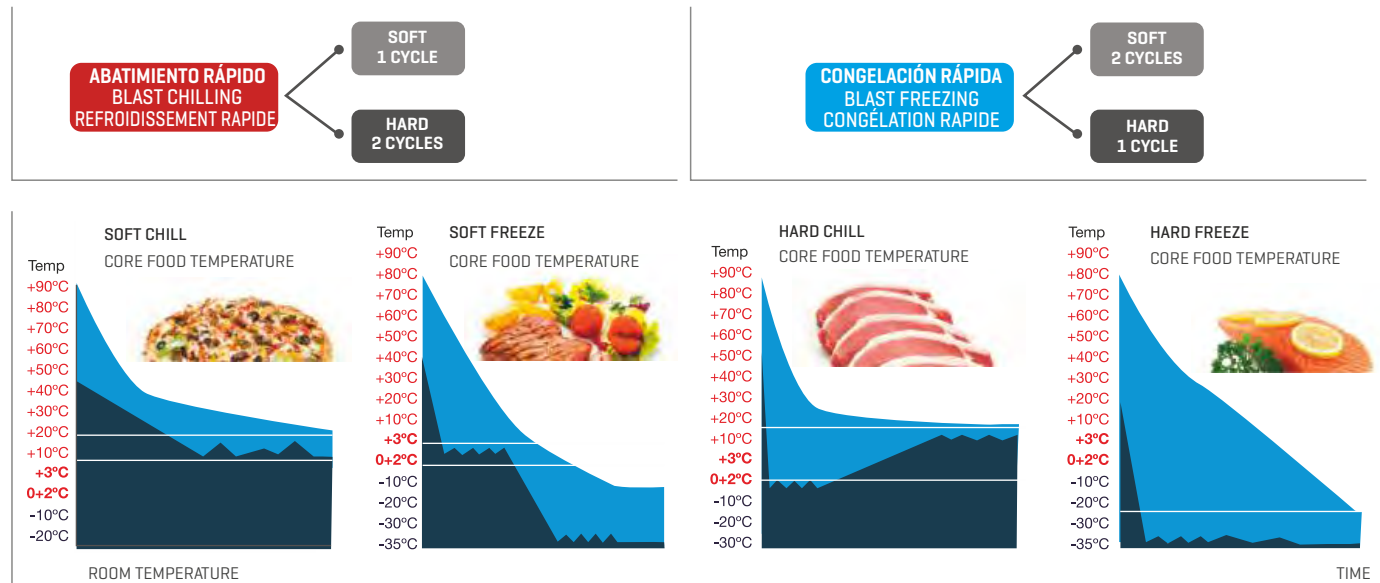 ABATIMIENTO RÁPIDO
BLAST CHILLING
REFROIDISSEMENT RAPIDE
SOFT
1 CYCLE
HARD
2 CYCLES
CONGELACIÓN RÁPIDA
BLAST FREEZING
CONGÉLATION RAPIDE
SOFT
2 CYCLES
HARD
1 CYCLE
SOFT CHILL
CORE FOOD TEMPERATURE
Temp
+90ºC
+80ºC
+70ºC
+60ºC
+50ºC
+40ºC
+30ºC
+20ºC
+10ºC
+3ºC
0+2ºC
-10ºC
-20ºC
SOFT FREEZE
CORE FOOD TEMPERATURE
Temp
+90ºC
+80ºC
+70ºC
+60ºC
+50ºC
+40ºC
+30ºC
+20ºC
+10ºC
+3ºC
0+2ºC
-10ºC
-20ºC
-30ºC
-35ºC
HARD CHILL
CORE FOOD TEMPERATURE
Temp
+90ºC
+80ºC
+70ºC
+60ºC
+50ºC
+40ºC
+30ºC
+20ºC
+10ºC
+3ºC
0+2ºC
-10ºC
-20ºC
-30ºC
HARD FREEZE
CORE FOOD TEMPERATURE
Temp
+90ºC
+80ºC
+70ºC
+60ºC
+50ºC
+40ºC
+30ºC
+20ºC
+10ºC
+3ºC
0+2ºC
-10ºC
-20ºC
-30ºC
-35ºC
ROOM TEMPERATURE
TIME